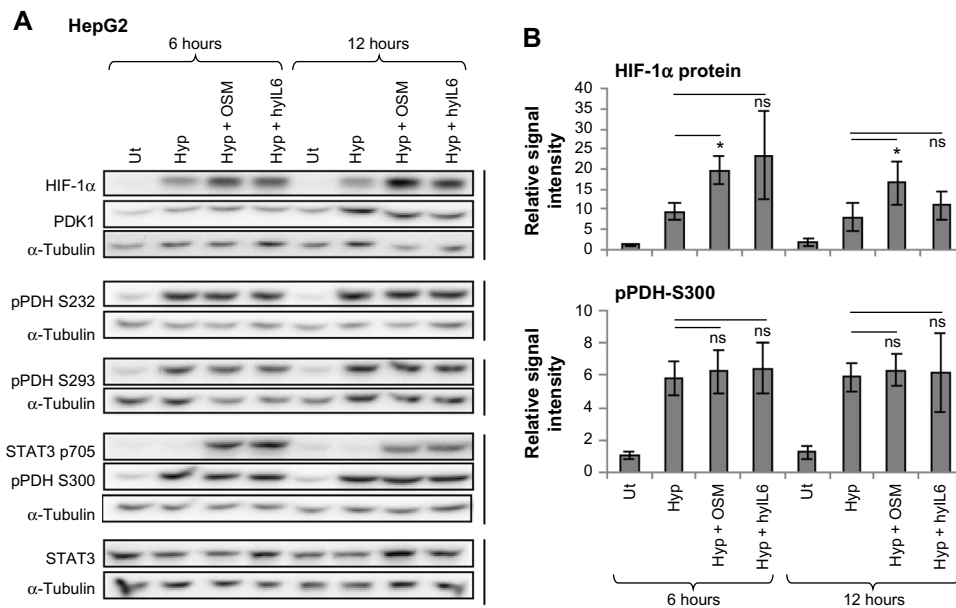 A
HepG2
6 hours
12 hours
Ut
Hyp
Hyp + OSM
Hyp + hyIL6
Ut
Hyp
Hyp + OSM
Hyp + hyIL6
HIF-1α
PDK1
α-Tubulin
pPDH S232
α-Tubulin
pPDH S293
α-Tubulin
STAT3 p705
pPDH S300
α-Tubulin
STAT3
α-Tubulin
B
HIF-1α protein
Relative signal
intensity
40
35
30
25
20
15
10
5
0
*
ns
*
ns
pPDH-S300
Relative signal
intensity
10
8
6
4
2
0
ns
ns
ns
ns
Ut
Hyp
Hyp + OSM
Hyp + hyIL6
Ut
Hyp
Hyp + OSM
Hyp + hyIL6
6 hours
12 hours